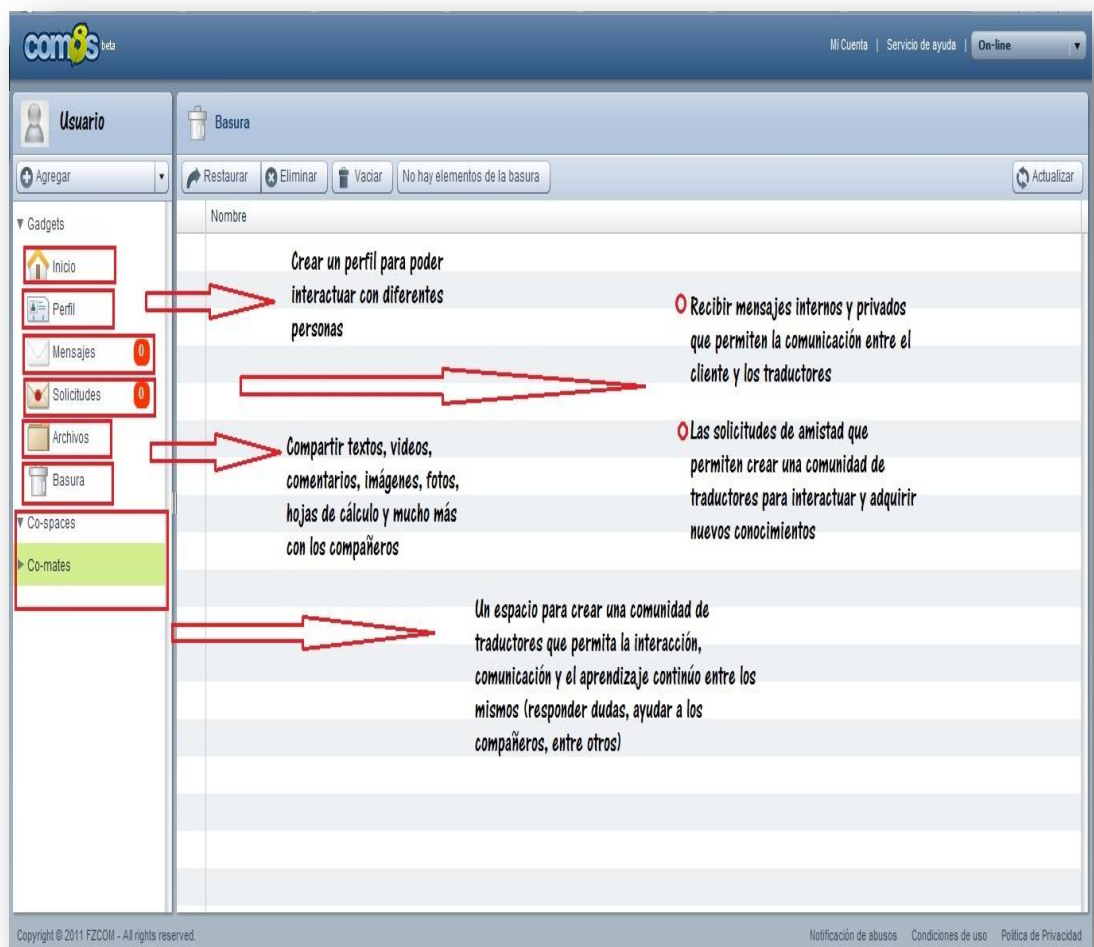 com8s beta
Mi Cuenta | Servicio de ayuda | On-line
Usuario
Basura
Agregar
Restaurar
Eliminar
Vaciar
No hay elementos de la basura
Actualizar
Nombre
Gadgets
Inicio
Perfil
Mensajes 0
Solicitudes 0
Archivos
Basura
Co-spaces
Co-mates
Crear un perfil para poder
interactuar con diferentes
personas
Recibir mensajes internos y privados
que permiten la comunicación entre el
cliente y los traductores
Compartir textos, videos,
comentarios, imágenes, fotos,
hojas de cálculo y mucho más
con los compañeros
Las solicitudes de amistad que
permiten crear una comunidad de
traductores para interactuar y adquirir
nuevos conocimientos
Un espacio para crear una comunidad de
traductores que permita la interacción,
comunicación y el aprendizaje continúo entre los
mismos (responder dudas, ayudar a los
compañeros, entre otros)
Copyright © 2011 FZCOM - All rights reserved.
Notificación de abusos Condiciones de uso Política de Privacidad